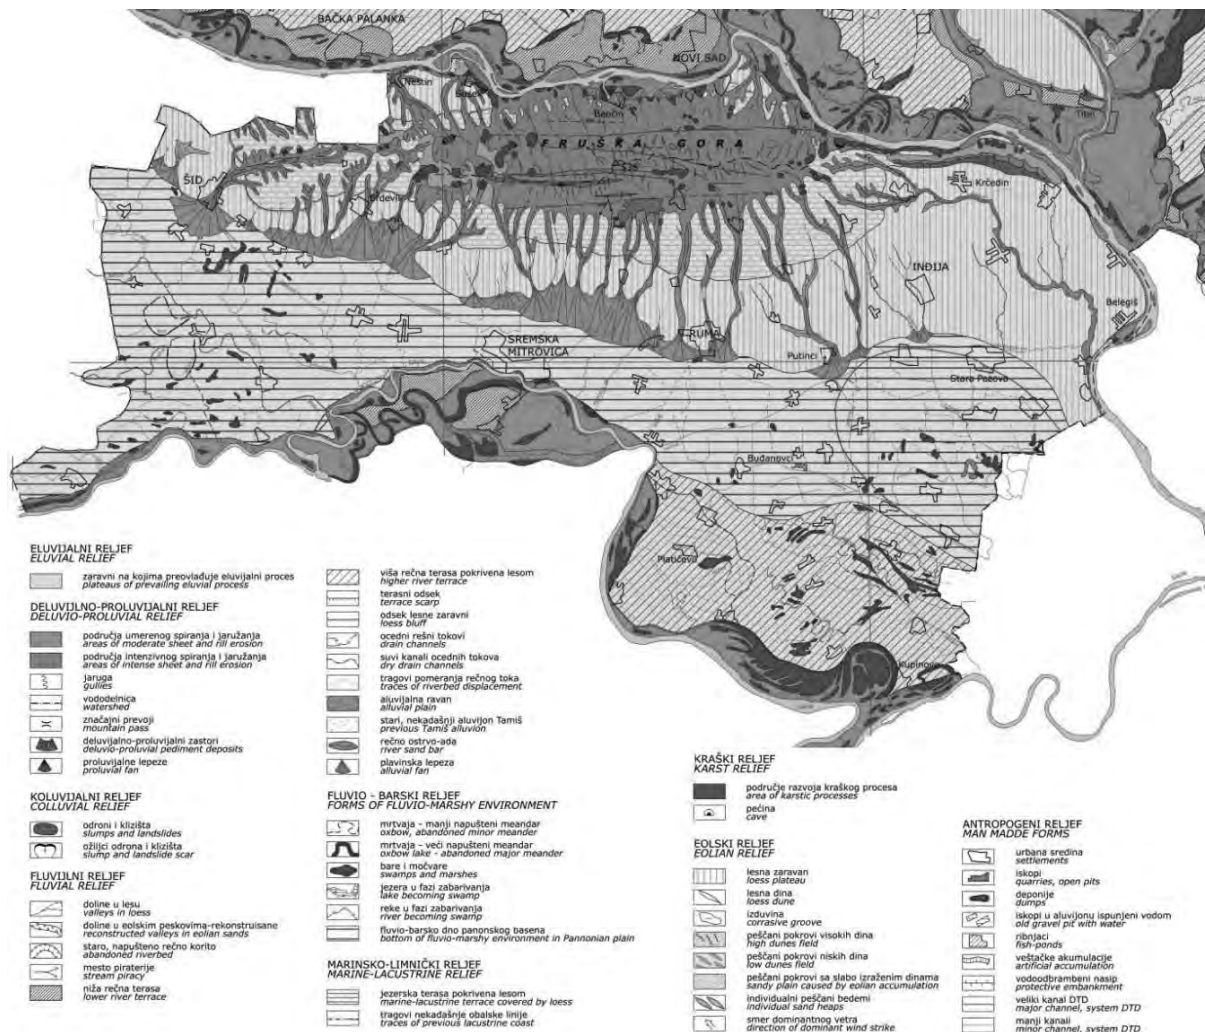 BAČKA PALANKA
NOVI SAD
Neštin
Beočin
Titel
FRUŠKA GORA
ŠID
Erdevik
Krčedin
INĐIJA
Belegiš
RUMA
SREMSKA
MITROVICA
Putinci
Stara Pazova
Buđanovci
Platičevo
Kupinovo
ELUVIJALNI RELJEF
ELUVIAL RELIEF
zaravni na kojima preovlađuje eluvijalni proces
plateaus of prevailing eluvial process
DELUVIJLNO-PROLUVIJALNI RELJEF
DELUVIO-PROLUVIAL RELIEF
područja umerenog spiranja i jaružanja
areas of moderate sheet and rill erosion
područja intenzivnog spiranja i jaružanja
areas of intense sheet and rill erosion
jaruga
gullies
vododelnica
watershed
značajni prevoji
mountain pass
deluvijalno-proluvijalni zastori
deluvio-proluvial pediment deposits
proluvijalne lepeze
proluvial fan
KOLUVIJALNI RELJEF
COLLUVIAL RELIEF
odroni i klizišta
slumps and landslides
ožiljci odrona i klizišta
slump and landslide scar
FLUVIJLNI RELJEF
FLUVIAL RELIEF
doline u lesu
valleys in loess
doline u eolskim peskovima-rekonstruisane
reconstructed valleys in eolian sands
staro, napušteno rečno korito
abandoned riverbed
mesto piraterije
stream piracy
niža rečna terasa
lower river terrace
viša rečna terasa pokrivena lesom
higher river terrace
terasni odsek
terrace scarp
odsek lesne zaravni
loess bluff
ocedni rešni tokovi
drain channels
suvi kanali ocednih tokova
dry drain channels
tragovi pomeranja rečnog toka
traces of riverbed displacement
aluvijalna ravan
alluvial plain
stari, nekadašnji aluvijon Tamiš
previous Tamiš alluvion
rečno ostrvo-ada
river sand bar
plavinska lepeza
alluvial fan
FLUVIO - BARSKI RELJEF
FORMS OF FLUVIO-MARSHY ENVIRONMENT
mrtvaja - manji napušteni meandar
oxbow, abandoned minor meander
mrtvaja - veći napušteni meandar
oxbow lake - abandoned major meander
bare i močvare
swamps and marshes
jezera u fazi zabarivanja
lake becoming swamp
reke u fazi zabarivanja
river becoming swamp
fluvio-barsko dno panonskog basena
bottom of fluvio-marshy environment in Pannonian plain
MARINSKO-LIMNIČKI RELJEF
MARINE-LACUSTRINE RELIEF
jezerska terasa pokrivena lesom
marine-lacustrine terrace covered by loess
tragovi nekadašnje obalske linije
traces of previous lacustrine coast
KRAŠKI RELJEF
KARST RELIEF
područje razvoja kraškog procesa
area of karstic processes
pećina
cave
EOLSKI RELJEF
EOLIAN RELIEF
lesna zaravan
loess plateau
lesna dina
loess dune
izduvina
corrasive groove
peščani pokrovi visokih dina
high dunes field
peščani pokrovi niskih dina
low dunes field
peščani pokrovi sa slabo izraženim dinama
sandy plain caused by eolian accumulation
individualni peščani bedemi
individual sand heaps
smer dominantnog vetra
direction of dominant wind strike
ANTROPOGENI RELJEF
MAN MADDE FORMS
urbana sredina
settlements
iskopi
quarries, open pits
deponije
dumps
iskopi u aluvijonu ispunjeni vodom
old gravel pit with water
ribnjaci
fish-ponds
veštačke akumulacije
artificial accumulation
vodoodbrambeni nasip
protective embankment
veliki kanal DTD
major channel, system DTD
manji kanali
minor channel, system DTD